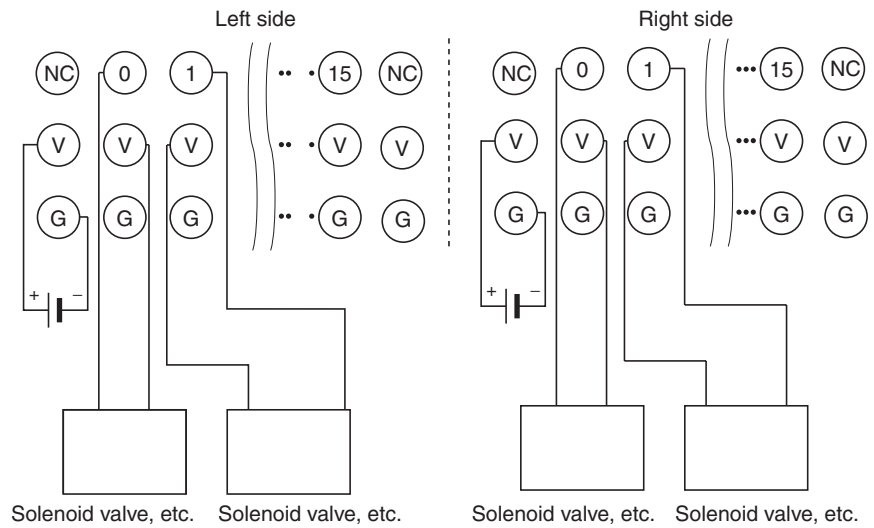 Left side Right side
NC 0 1 •• • 15 NC NC 0 1 ••• 15 NC
V V V •• • V V V V V ••• V V
G G G •• • G G G G G ••• G G
+ − + −
Solenoid valve, etc. Solenoid valve, etc. Solenoid valve, etc. Solenoid valve, etc.